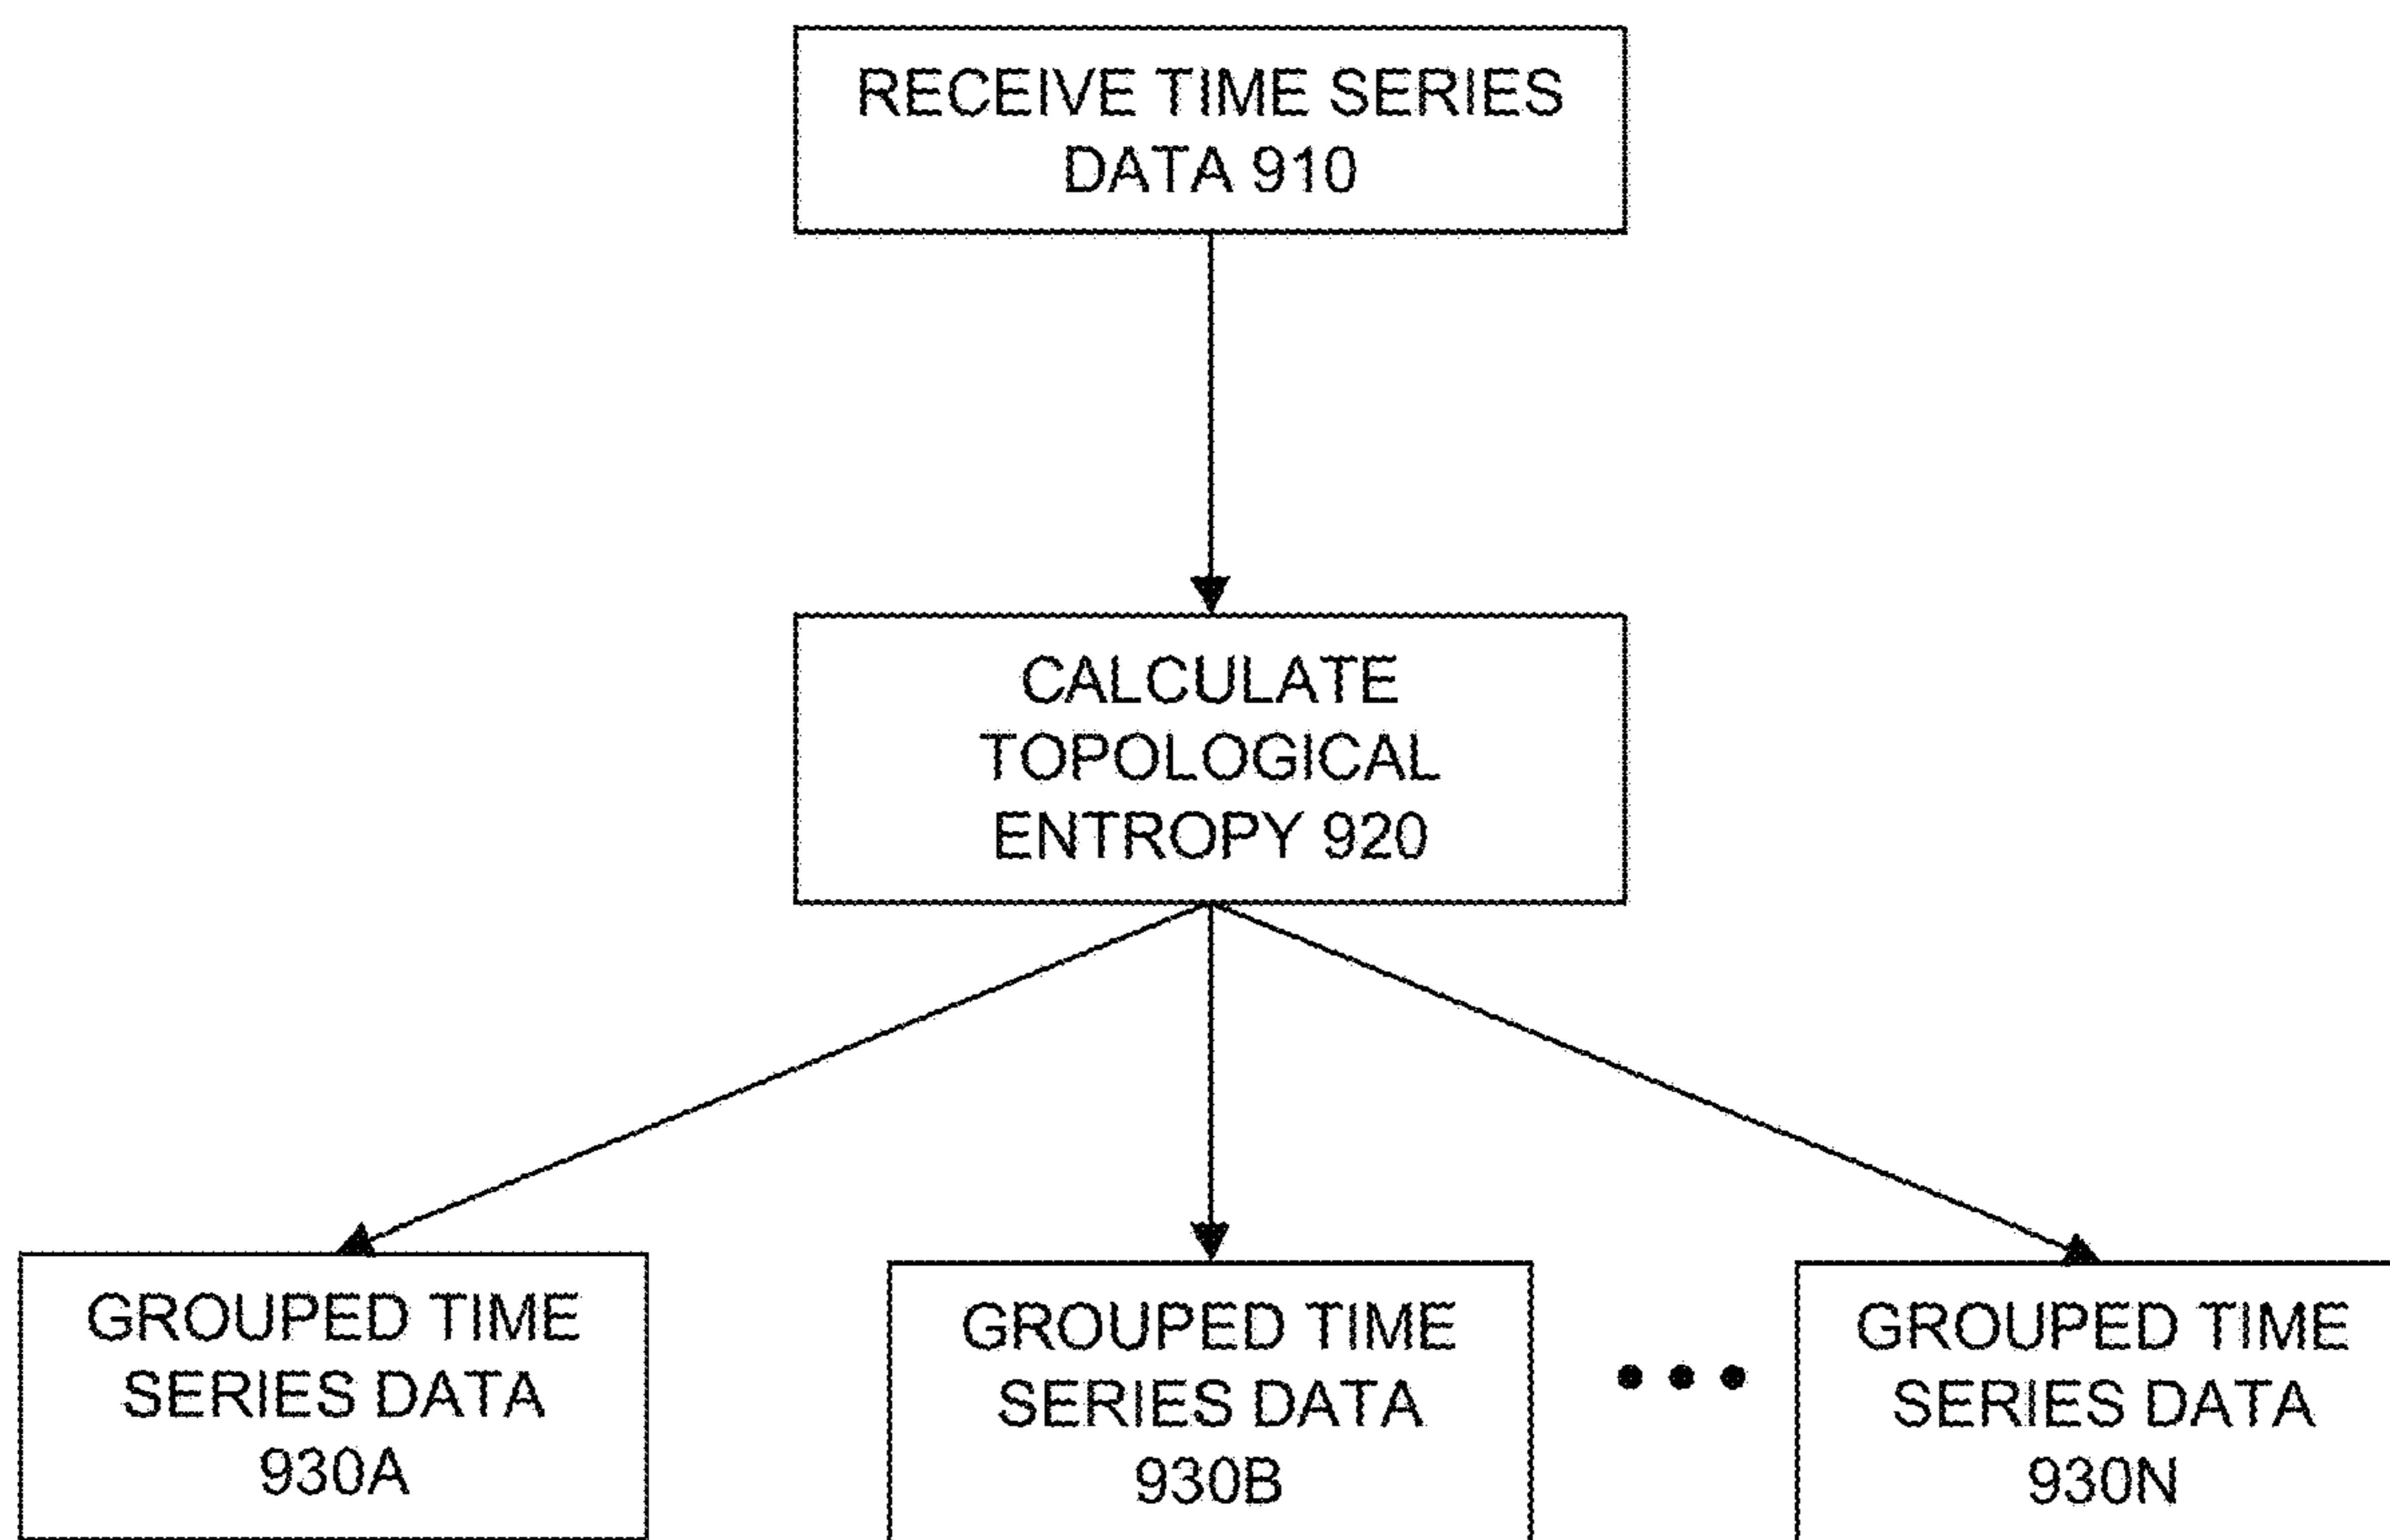 RECEIVE TIME SERIES
DATA 910
CALCULATE
TOPOLOGICAL
ENTROPY 920
GROUPED TIME
SERIES DATA
930A
GROUPED TIME
SERIES DATA
930B
GROUPED TIME
SERIES DATA
930N